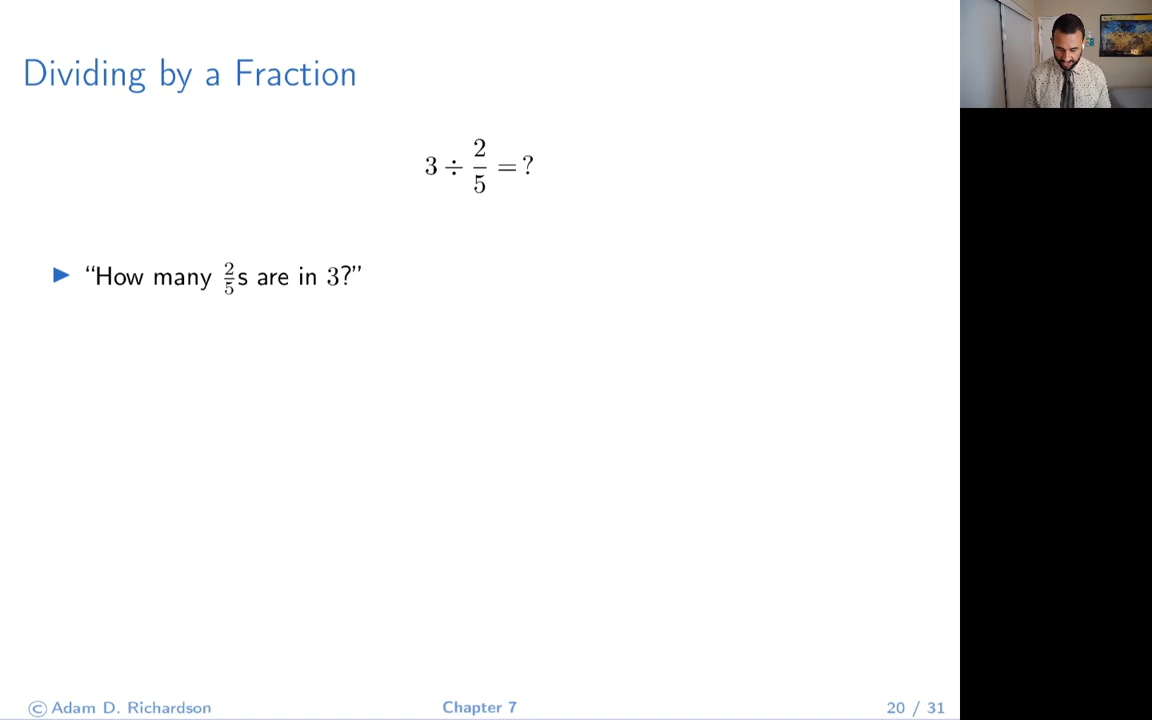 Dividing by a Fraction
3 ÷ 2/5 = ?
▶ “How many 2/5s are in 3?”
© Adam D. Richardson Chapter 7 20 / 31